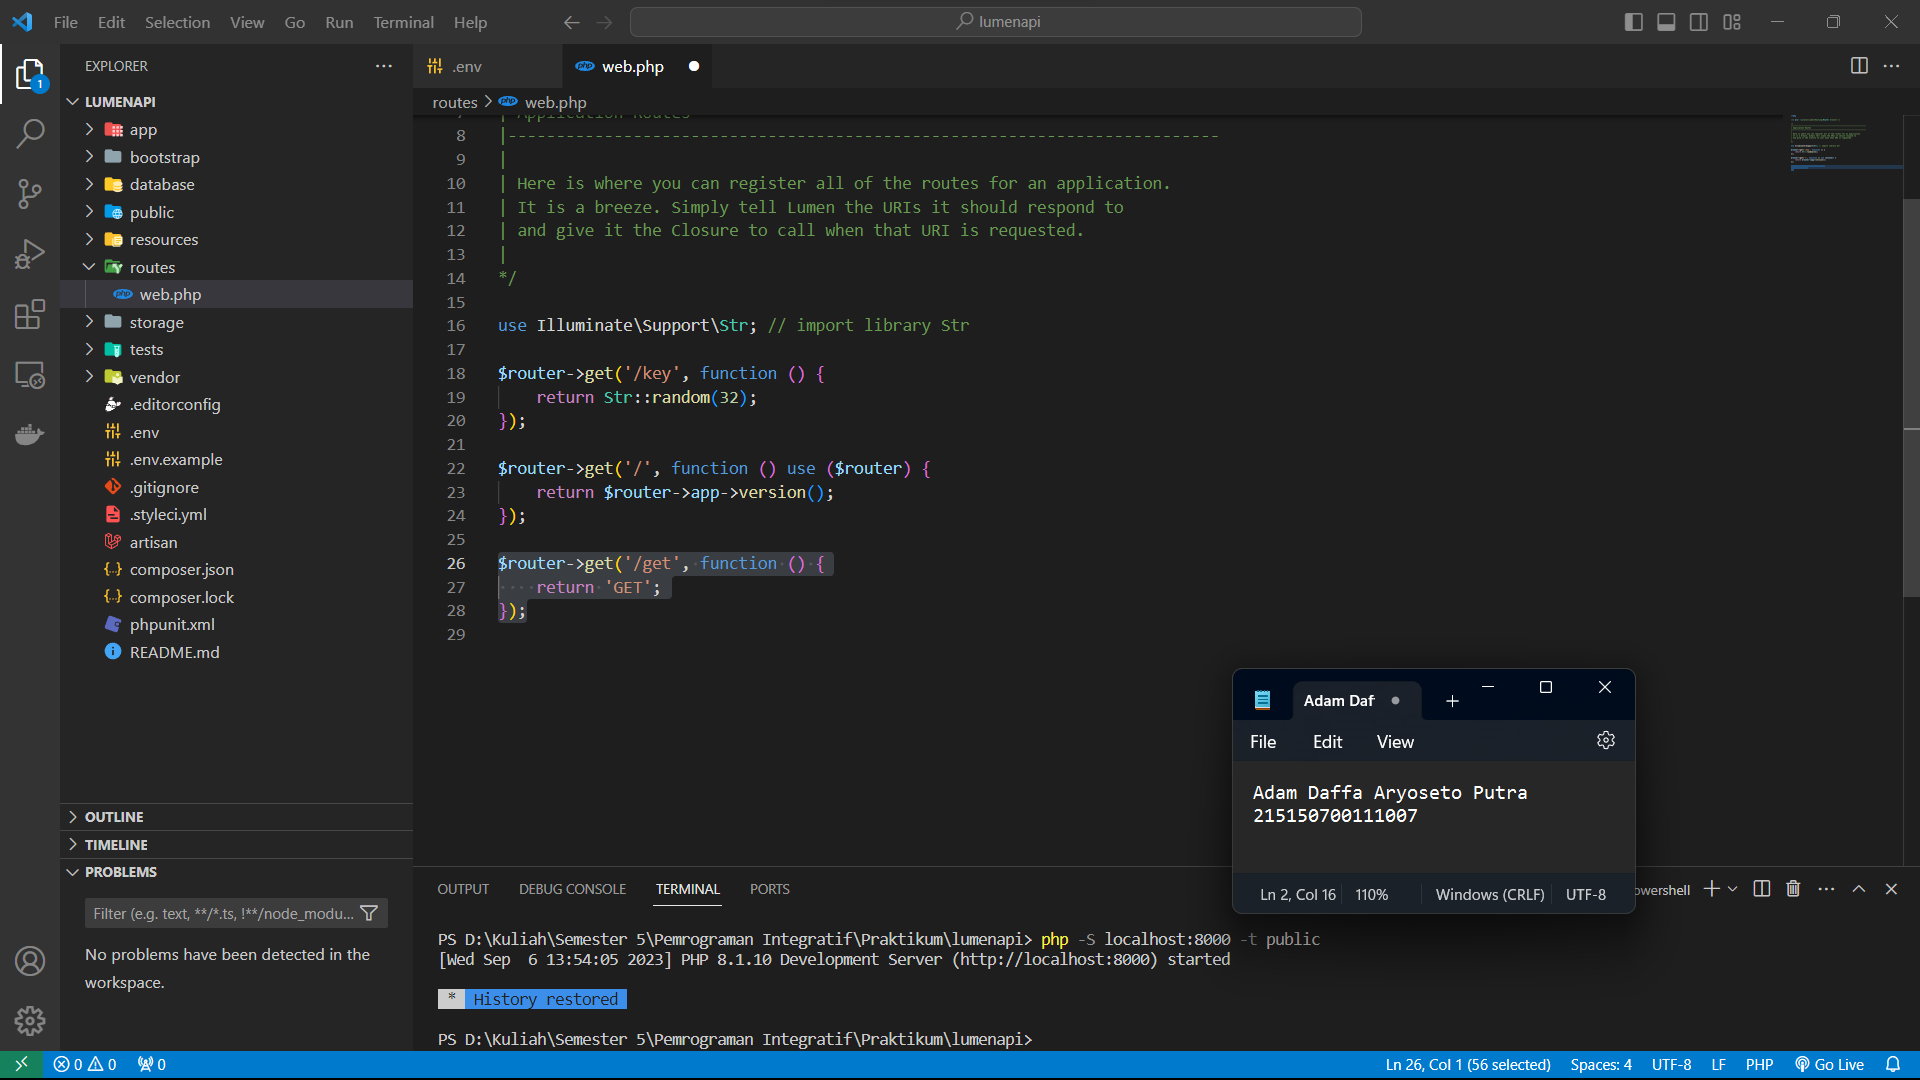 File Edit Selection View Go Run Terminal Help
lumenapi
EXPLORER
1
.env
php web.php
LUMENAPI
app
bootstrap
database
public
resources
routes
php web.php
storage
tests
vendor
.editorconfig
.env
.env.example
.gitignore
.styleci.yml
artisan
composer.json
composer.lock
phpunit.xml
README.md
OUTLINE
TIMELINE
PROBLEMS
Filter (e.g. text, **/*.ts, !**/node_modu...
No problems have been detected in the
workspace.
routes > php web.php
7 | Application Routes
8 |--------------------------------------------------------------------------
9 |
10 | Here is where you can register all of the routes for an application.
11 | It is a breeze. Simply tell Lumen the URIs it should respond to
12 | and give it the Closure to call when that URI is requested.
13 |
14 */
15
16 use Illuminate\Support\Str; // import library Str
17
18 $router->get('/key', function () {
19     return Str::random(32);
20 });
21
22 $router->get('/', function () use ($router) {
23     return $router->app->version();
24 });
25
26 $router->get('/get', function () {
27     return 'GET';
28 });
29
Adam Daf
File Edit View
Adam Daffa Aryoseto Putra
215150700111007
Ln 2, Col 16 110% Windows (CRLF) UTF-8
OUTPUT DEBUG CONSOLE TERMINAL PORTS
owershell
PS D:\Kuliah\Semester 5\Pemrograman Integratif\Praktikum\lumenapi> php -S localhost:8000 -t public
[Wed Sep  6 13:54:05 2023] PHP 8.1.10 Development Server (http://localhost:8000) started
* History restored
PS D:\Kuliah\Semester 5\Pemrograman Integratif\Praktikum\lumenapi>
0 0 0
Ln 26, Col 1 (56 selected) Spaces: 4 UTF-8 LF PHP Go Live